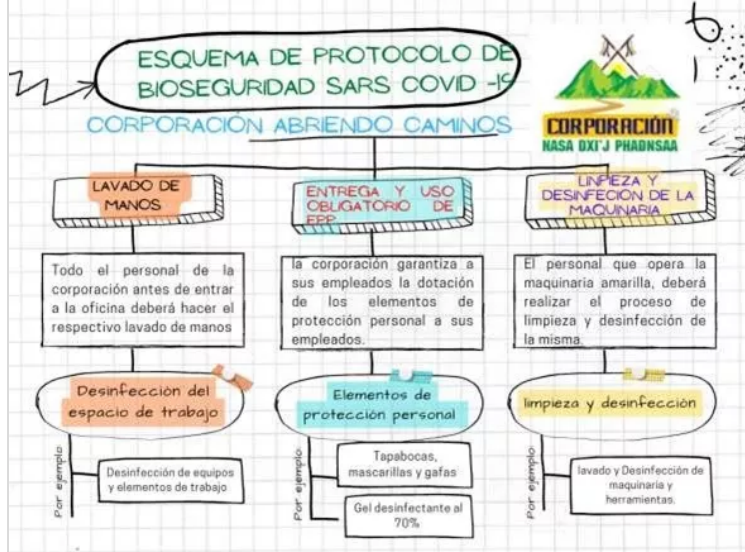 ESQUEMA DE PROTOCOLO DE
BIOSEGURIDAD SARS COVID -19
CORPORACIÓN ABRIENDO CAMINOS
CORPORACIÓN
NASA DXI'J PHADNSAA
LAVADO DE
MANOS
Todo el personal de la
corporación antes de entrar
a la oficina deberá hacer el
respectivo lavado de manos
Desinfección del
espacio de trabajo
Por ejemplo
Desinfección de equipos
y elementos de trabajo
ENTREGA Y USO
OBLIGATORIO DE
EPP
la corporación garantiza a
sus empleados la dotación
de los elementos de
protección personal a sus
empleados.
Elementos de
protección personal
Por ejemplo
Tapabocas,
mascarillas y gafas
Gel desinfectante al
70%
LINPIEZA Y
DESINFECION DE LA
MAQUINARIA
El personal que opera la
maquinaria amarilla, deberá
realizar el proceso de
limpieza y desinfección de
la misma.
limpieza y desinfección
Por ejemplo
lavado y Desinfección de
maquinaria y
herramientas.